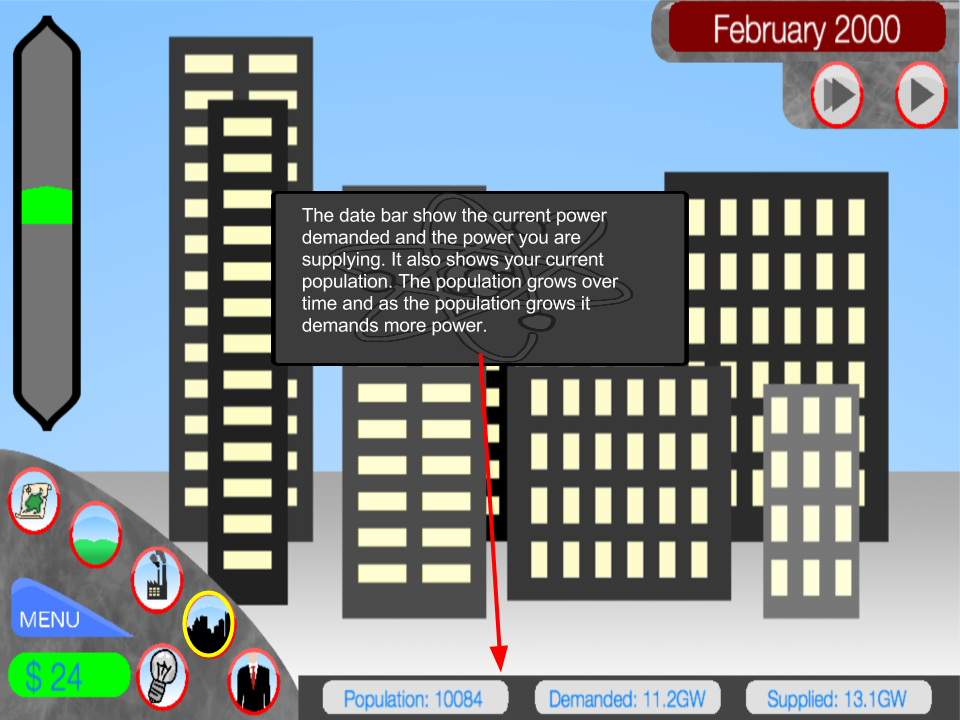 February 2000
The date bar show the current power
demanded and the power you are
supplying. It also shows your current
population. The population grows over
time and as the population grows it
demands more power.
MENU
$ 24
Population: 10084
Demanded: 11.2GW
Supplied: 13.1GW